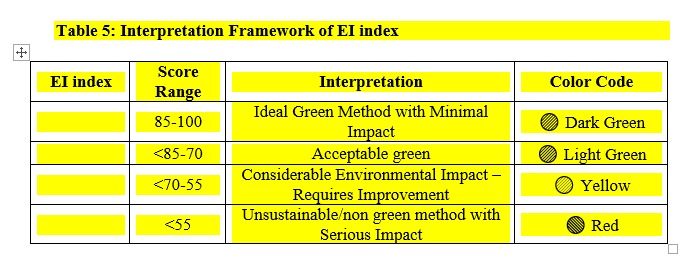 Table 5: Interpretation Framework of EI index
EI index Score Range Interpretation Color Code
85-100 Ideal Green Method with Minimal Impact Dark Green
<85-70 Acceptable green Light Green
<70-55 Considerable Environmental Impact – Requires Improvement Yellow
<55 Unsustainable/non green method with Serious Impact Red